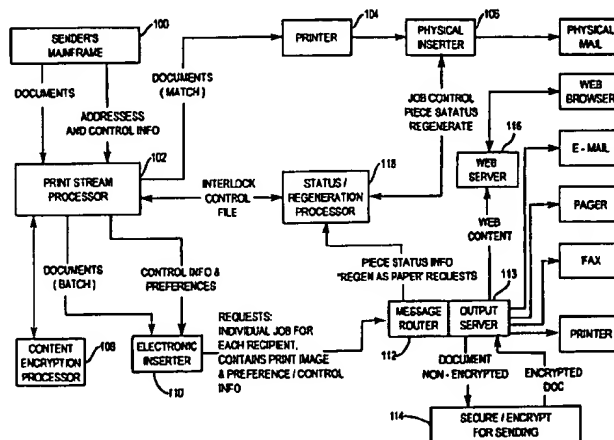 100
SENDER'S
MAINFRAME
DOCUMENTS
ADDRESSESS
AND CONTROL INFO
DOCUMENTS
(MATCH)
104
PRINTER
106
PHYSICAL
INSERTER
PHYSICAL
MAIL
WEB
BROWSER
E - MAIL
PAGER
FAX
PRINTER
JOB CONTROL
PIECE SATATUS
REGENERATE
116
WEB
SERVER
WEB
CONTENT
102
PRINT STREAM
PROCESSOR
INTERLOCK
CONTROL
FILE
118
STATUS /
REGENERATION
PROCESSOR
PIECE STATUS INFO
"REGEN AS PAPER" REQUESTS
DOCUMENTS
(BATCH)
CONTROL INFO &
PREFERENCES
CONTENT
ENCRYPTION
PROCESSOR
108
ELECTRONIC
INSERTER
110
REQUESTS:
INDIVIDUAL JOB FOR
EACH RECIPIENT,
CONTAINS PRINT IMAGE
& PREFERENCE / CONTROL
INFO
113
MESSAGE
ROUTER
OUTPUT
SERVER
112
DOCUMENT
NON - ENCRYPTED
ENCRYPTED
DOC
114
SECURE / ENCRYPT
FOR SENDING